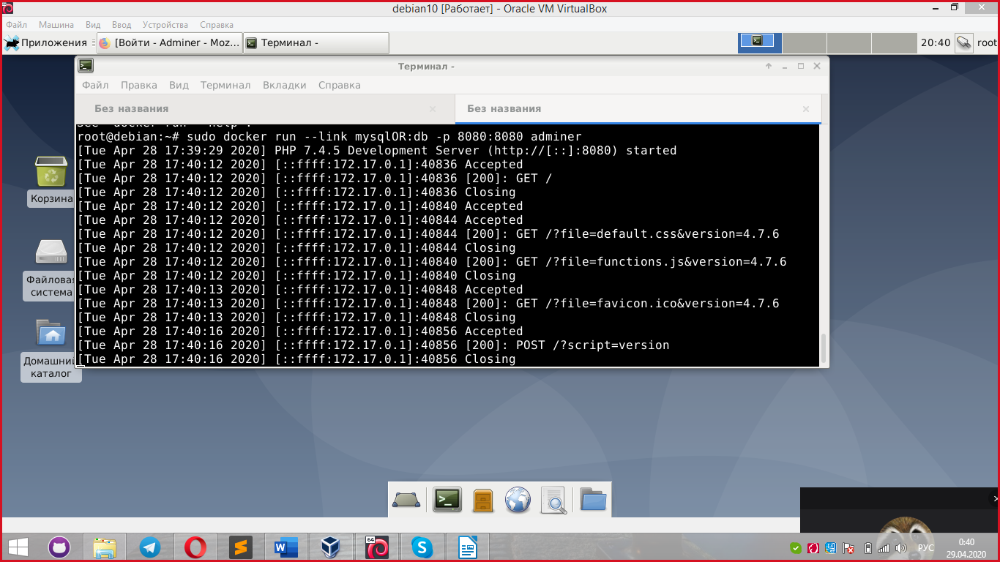 debian10 [Работает] - Oracle VM VirtualBox
Файл Машина Вид Ввод Устройства Справка
Приложения [Войти - Adminer - Moz... Терминал - 20:40 root
Терминал -
Файл Правка Вид Терминал Вкладки Справка
Без названия Без названия
root@debian:~# sudo docker run --link mysqlOR:db -p 8080:8080 adminer
[Tue Apr 28 17:39:29 2020] PHP 7.4.5 Development Server (http://[::]:8080) started
[Tue Apr 28 17:40:12 2020] [::ffff:172.17.0.1]:40836 Accepted
[Tue Apr 28 17:40:12 2020] [::ffff:172.17.0.1]:40836 [200]: GET /
[Tue Apr 28 17:40:12 2020] [::ffff:172.17.0.1]:40836 Closing
[Tue Apr 28 17:40:12 2020] [::ffff:172.17.0.1]:40840 Accepted
[Tue Apr 28 17:40:12 2020] [::ffff:172.17.0.1]:40844 Accepted
[Tue Apr 28 17:40:12 2020] [::ffff:172.17.0.1]:40844 [200]: GET /?file=default.css&version=4.7.6
[Tue Apr 28 17:40:12 2020] [::ffff:172.17.0.1]:40844 Closing
[Tue Apr 28 17:40:12 2020] [::ffff:172.17.0.1]:40840 [200]: GET /?file=functions.js&version=4.7.6
[Tue Apr 28 17:40:12 2020] [::ffff:172.17.0.1]:40840 Closing
[Tue Apr 28 17:40:13 2020] [::ffff:172.17.0.1]:40848 Accepted
[Tue Apr 28 17:40:13 2020] [::ffff:172.17.0.1]:40848 [200]: GET /?file=favicon.ico&version=4.7.6
[Tue Apr 28 17:40:13 2020] [::ffff:172.17.0.1]:40848 Closing
[Tue Apr 28 17:40:16 2020] [::ffff:172.17.0.1]:40856 Accepted
[Tue Apr 28 17:40:16 2020] [::ffff:172.17.0.1]:40856 [200]: POST /?script=version
[Tue Apr 28 17:40:16 2020] [::ffff:172.17.0.1]:40856 Closing
Корзина
Файловая
система
Домашний
каталог
64
64
РУС
0:40
29.04.2020